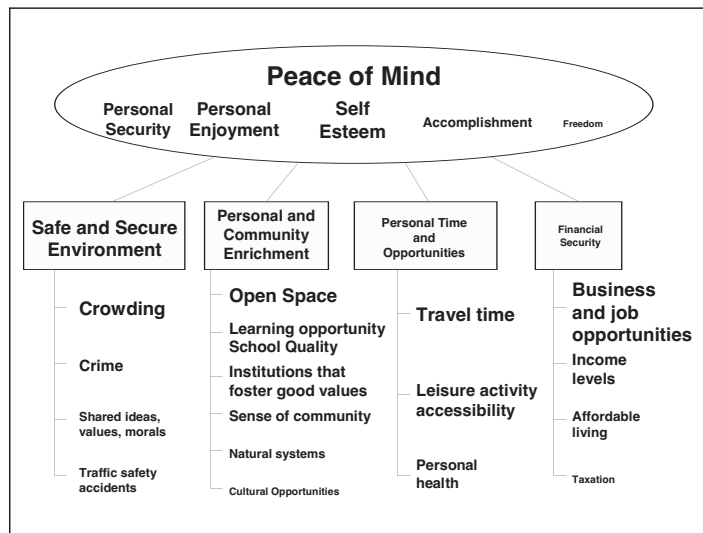 Peace of Mind
Personal
Security
Personal
Enjoyment
Self
Esteem
Accomplishment
Freedom
Safe and Secure
Environment
Crowding
Crime
Shared ideas,
values, morals
Traffic safety
accidents
Personal and
Community
Enrichment
Open Space
Learning opportunity
School Quality
Institutions that
foster good values
Sense of community
Natural systems
Cultural Opportunities
Personal Time
and
Opportunities
Travel time
Leisure activity
accessibility
Personal
health
Financial
Security
Business
and job
opportunities
Income
levels
Affordable
living
Taxation